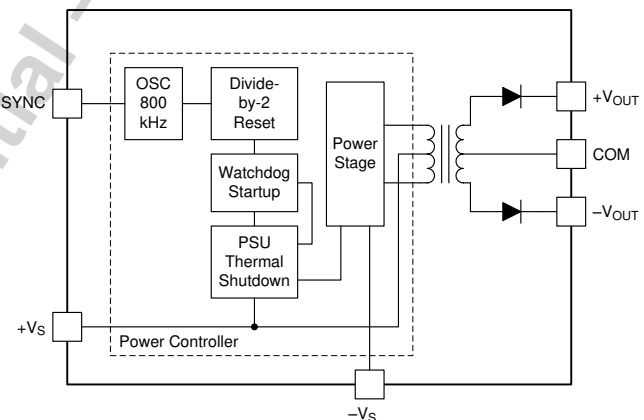 SYNC
OSC
800
kHz
Divide-
by-2
Reset
Watchdog
Startup
PSU
Thermal
Shutdown
Power
Stage
+VOUT
COM
–VOUT
+VS
Power Controller
–VS